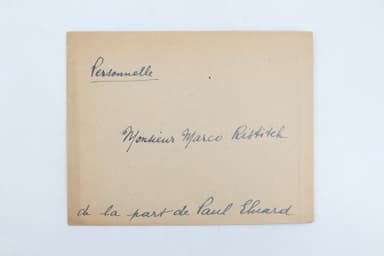 Personnelle
Monsieur Marco Ristitch
de la part de Paul Eluard